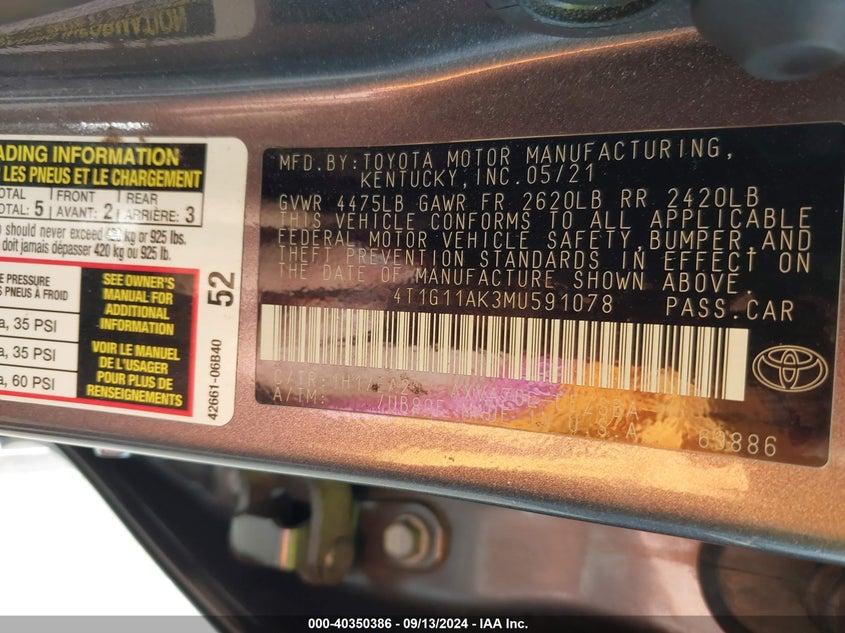 ADING INFORMATION
LES PNEUS ET LE CHARGEMENT
TOTAL FRONT REAR
TOTAL: 5 AVANT: 2 ARRIÈRE: 3
should never exceed 420 kg or 925 lbs.
doit jamais dépasser 420 kg ou 925 lb.
PRESSURE
PNEUS À FROID
35 PSI
35 PSI
60 PSI
SEE OWNER'S
MANUAL FOR
ADDITIONAL
INFORMATION
VOIR LE MANUEL
DE L'USAGER
POUR PLUS DE
RENSEIGNEMENTS
52
42661-06B40
MFD.BY:TOYOTA MOTOR MANUFACTURING,
KENTUCKY,INC.05/21
GVWR 4475LB GAWR FR 2620LB RR 2420LB
THIS VEHICLE CONFORMS TO ALL APPLICABLE
FEDERAL MOTOR VEHICLE SAFETY,BUMPER,AND
THEFT PREVENTION STANDARDS IN EFFECT ON
THE DATE OF MANUFACTURE SHOWN ABOVE.
4T1G11AK3MU591078 PASS.CAR
C/TR:
A/TM:
U.S.A
000-40350386 - 09/13/2024 - IAA Inc.